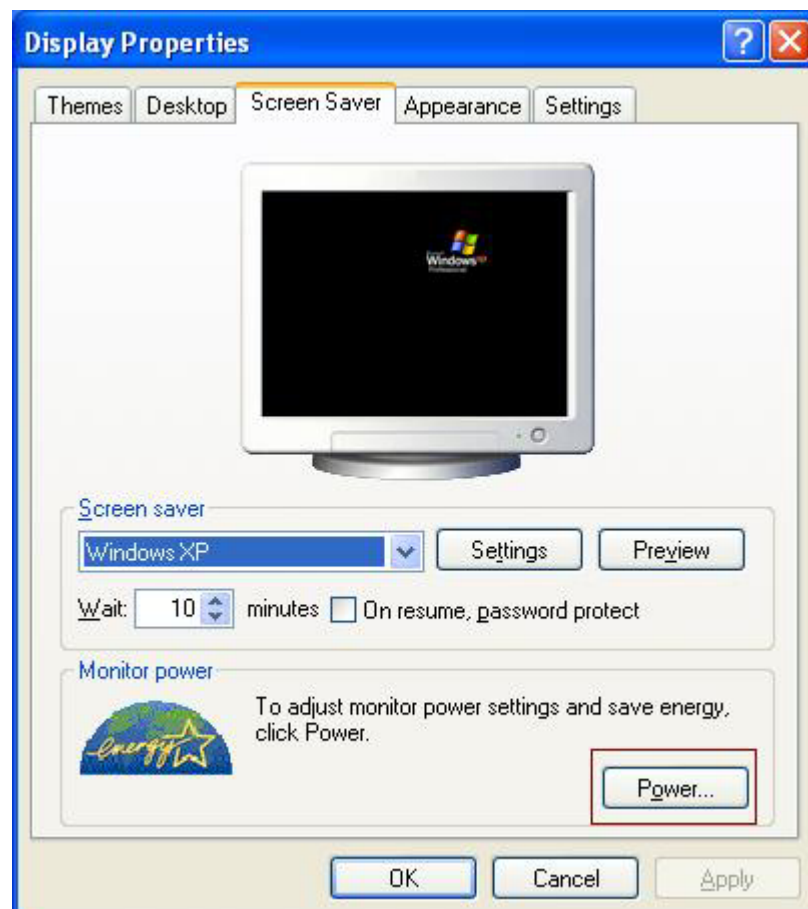 Display Properties
Themes Desktop Screen Saver Appearance Settings
Windows xp
Professional
Screen saver
Windows XP Settings Preview
Wait: 10 minutes On resume, password protect
Monitor power
To adjust monitor power settings and save energy,
click Power.
energy
Power...
OK Cancel Apply